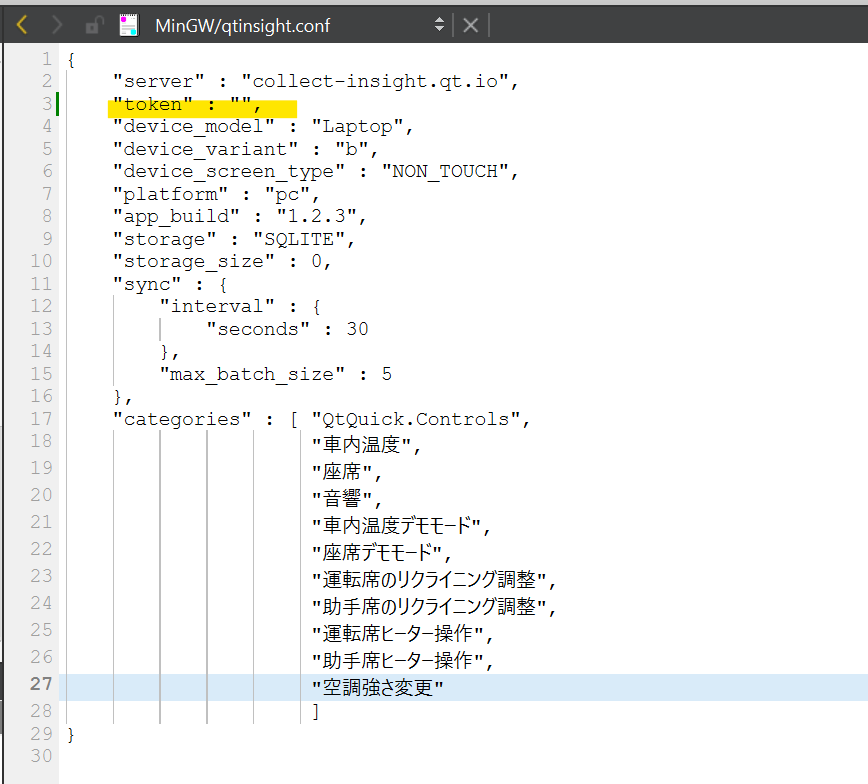 MinGW/qtinsight.conf
1 {
2 "server" : "collect-insight.qt.io",
3 "token" : "",
4 "device_model" : "Laptop",
5 "device_variant" : "b",
6 "device_screen_type" : "NON_TOUCH",
7 "platform" : "pc",
8 "app_build" : "1.2.3",
9 "storage" : "SQLITE",
10 "storage_size" : 0,
11 "sync" : {
12 "interval" : {
13 "seconds" : 30
14 },
15 "max_batch_size" : 5
16 },
17 "categories" : [ "QtQuick.Controls",
18 "車内温度",
19 "座席",
20 "音響",
21 "車内温度デモモード",
22 "座席デモモード",
23 "運転席のリクライニング調整",
24 "助手席のリクライニング調整",
25 "運転席ヒーター操作",
26 "助手席ヒーター操作",
27 "空調強さ変更"
28 ]
29 }
30